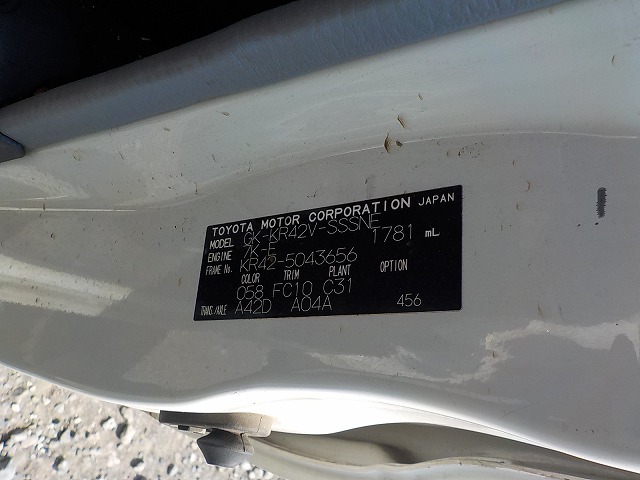 TOYOTA MOTOR CORPORATION JAPAN
MODEL GK-KR42V-SSSNF
ENGINE 7K-E 1781 mL
FRAME No. KR42-5043656
COLOR TRIM PLANT OPTION
058 FC10 C31
TRANS./AXLE A42D A04A 456